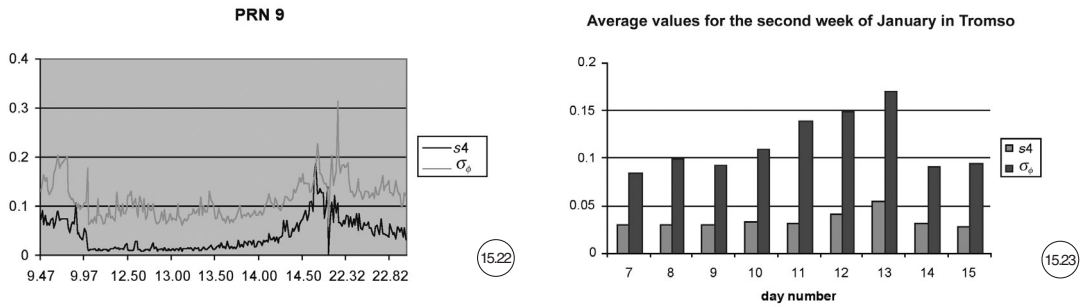 PRN 9
0.4
0.3
0.2
0.1
0
9.47 9.97 12.50 13.00 13.50 14.00 14.50 22.32 22.82
s4
σϕ
15.22
Average values for the second week of January in Tromso
0.2
0.15
0.1
0.05
0
7 8 9 10 11 12 13 14 15
day number
s4
σϕ
15.23